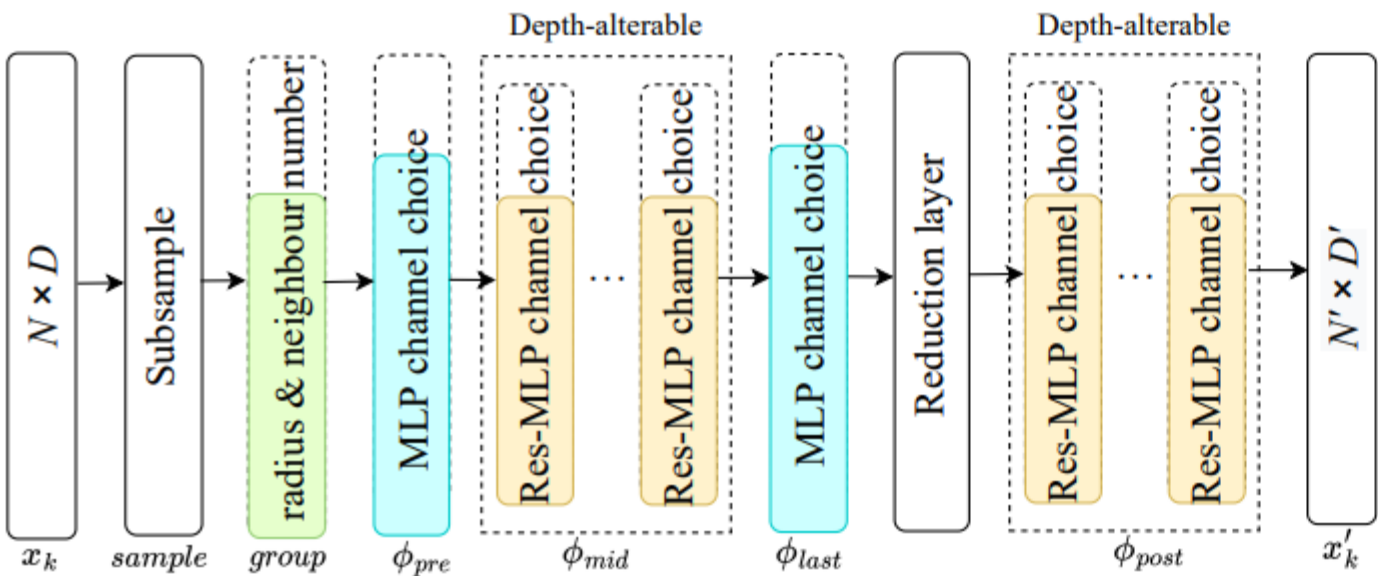 Depth-alterable
Depth-alterable
N × D
Subsample
radius & neighbour number
MLP channel choice
Res-MLP channel choice
...
Res-MLP channel choice
MLP channel choice
Reduction layer
Res-MLP channel choice
...
Res-MLP channel choice
N' × D'
x_k
sample
group
ϕ_pre
ϕ_mid
ϕ_last
ϕ_post
x'_k